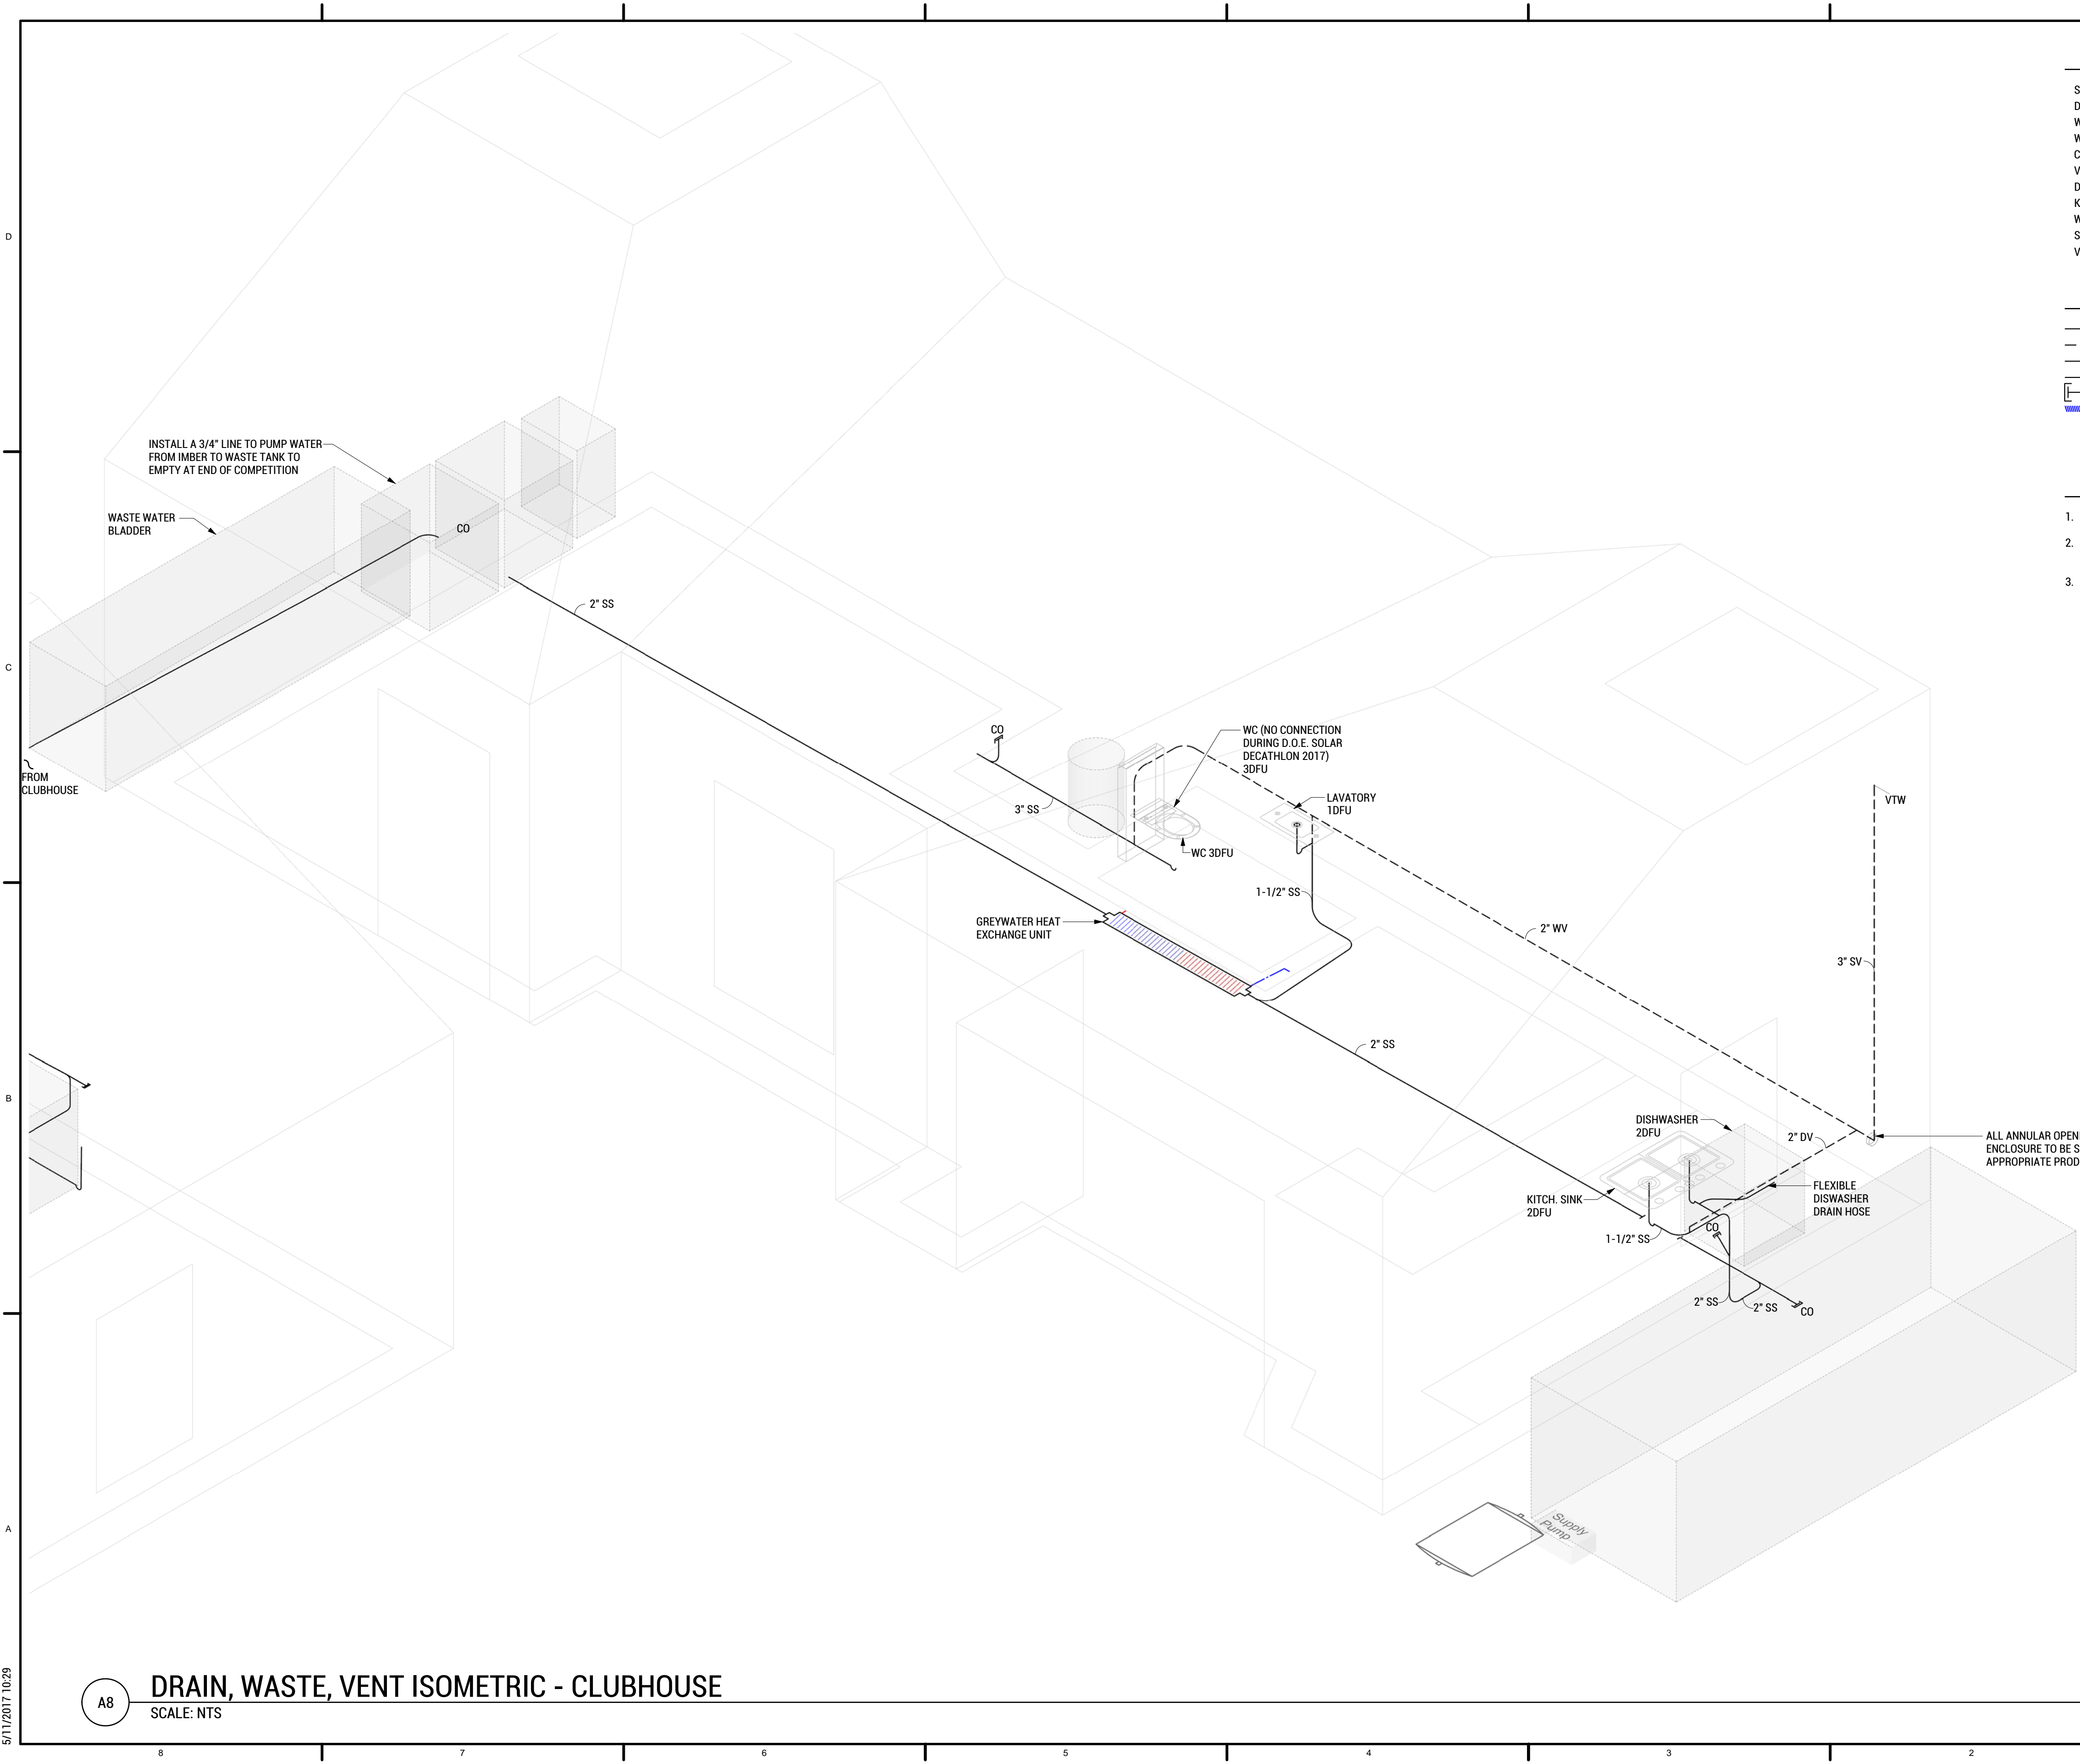 S
D
W
W
C
V
D
K
W
S
V
D
INSTALL A 3/4" LINE TO PUMP WATER
FROM IMBER TO WASTE TANK TO
EMPTY AT END OF COMPETITION
WASTE WATER
BLADDER
CO
1.
2.
3.
2" SS
C
FROM
CLUBHOUSE
CO
WC (NO CONNECTION
DURING D.O.E. SOLAR
DECATHLON 2017)
3DFU
3" SS
LAVATORY
1DFU
VTW
WC 3DFU
1-1/2" SS
GREYWATER HEAT
EXCHANGE UNIT
2" WV
3" SV
2" SS
B
DISHWASHER
2DFU
2" DV
ALL ANNULAR OPEN
ENCLOSURE TO BE S
APPROPRIATE PROD
KITCH. SINK
2DFU
FLEXIBLE
DISWASHER
DRAIN HOSE
CO
1-1/2" SS
2" SS
2" SS
CO
A
Supply
Pump
5/11/2017 10:29
A8
DRAIN, WASTE, VENT ISOMETRIC - CLUBHOUSE
SCALE: NTS
8
7
6
5
4
3
2